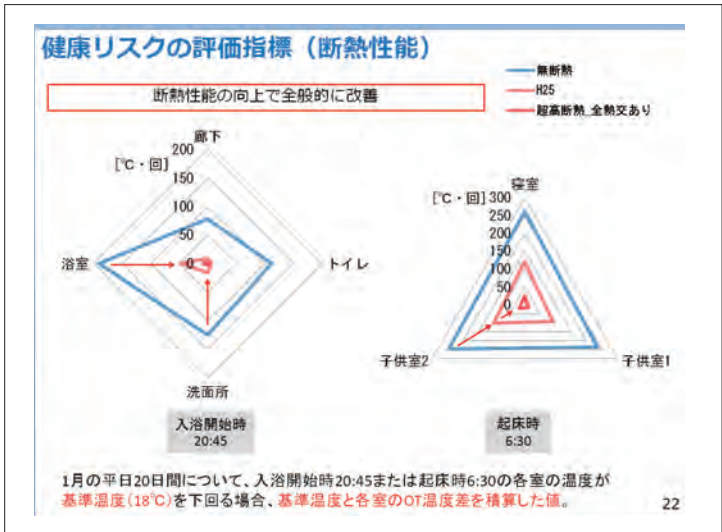 健康リスクの評価指標（断熱性能）
無断熱
H25
超高断熱_全熱交あり
断熱性能の向上で全般的に改善
廊下
[℃・回]
200
150
100
50
0
浴室
トイレ
洗面所
入浴開始時
20:45
寝室
[℃・回]
300
250
200
150
100
50
0
子供室2
子供室1
起床時
6:30
1月の平日20日間について、入浴開始時20:45または起床時6:30の各室の温度が
基準温度(18℃)を下回る場合、基準温度と各室のOT温度差を積算した値。
22